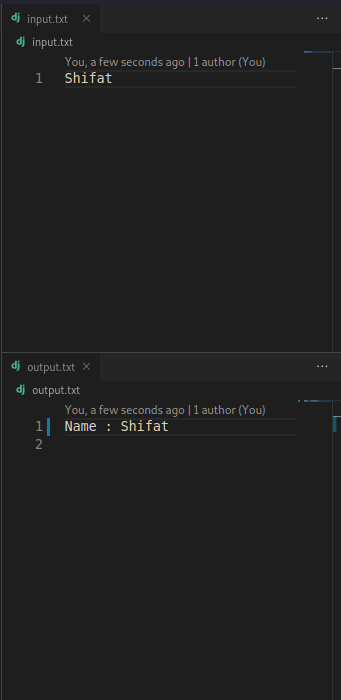 dj input.txt ×
dj input.txt
You, a few seconds ago | 1 author (You)
1 Shifat
dj output.txt ×
dj output.txt
You, a few seconds ago | 1 author (You)
1 Name : Shifat
2